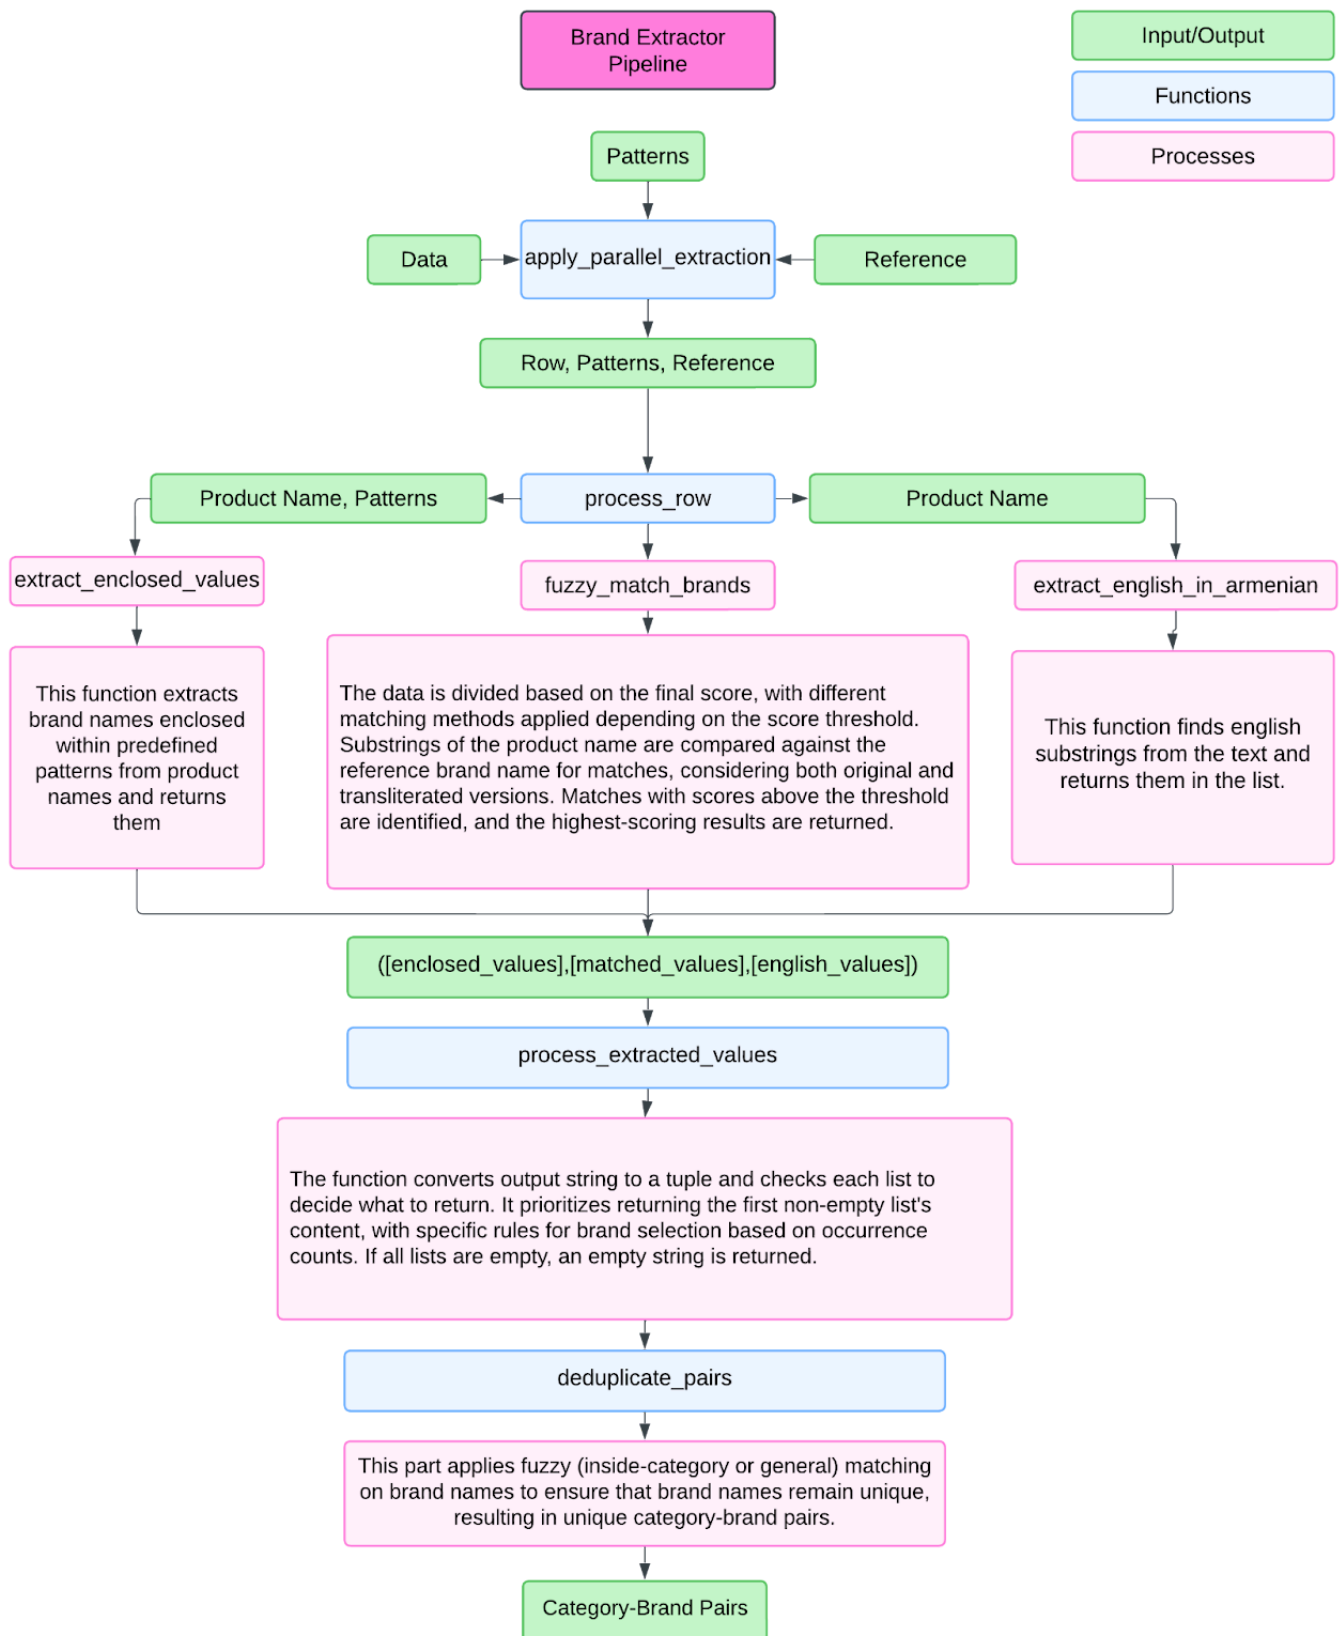 Brand Extractor
Pipeline
Input/Output
Functions
Processes
Patterns
Data
apply_parallel_extraction
Reference
Row, Patterns, Reference
Product Name, Patterns
process_row
Product Name
extract_enclosed_values
fuzzy_match_brands
extract_english_in_armenian
This function extracts
brand names enclosed
within predefined
patterns from product
names and returns
them
The data is divided based on the final score, with different
matching methods applied depending on the score threshold.
Substrings of the product name are compared against the
reference brand name for matches, considering both original and
transliterated versions. Matches with scores above the threshold
are identified, and the highest-scoring results are returned.
This function finds english
substrings from the text and
returns them in the list.
([enclosed_values],[matched_values],[english_values])
process_extracted_values
The function converts output string to a tuple and checks each list to
decide what to return. It prioritizes returning the first non-empty list's
content, with specific rules for brand selection based on occurrence
counts. If all lists are empty, an empty string is returned.
deduplicate_pairs
This part applies fuzzy (inside-category or general) matching
on brand names to ensure that brand names remain unique,
resulting in unique category-brand pairs.
Category-Brand Pairs